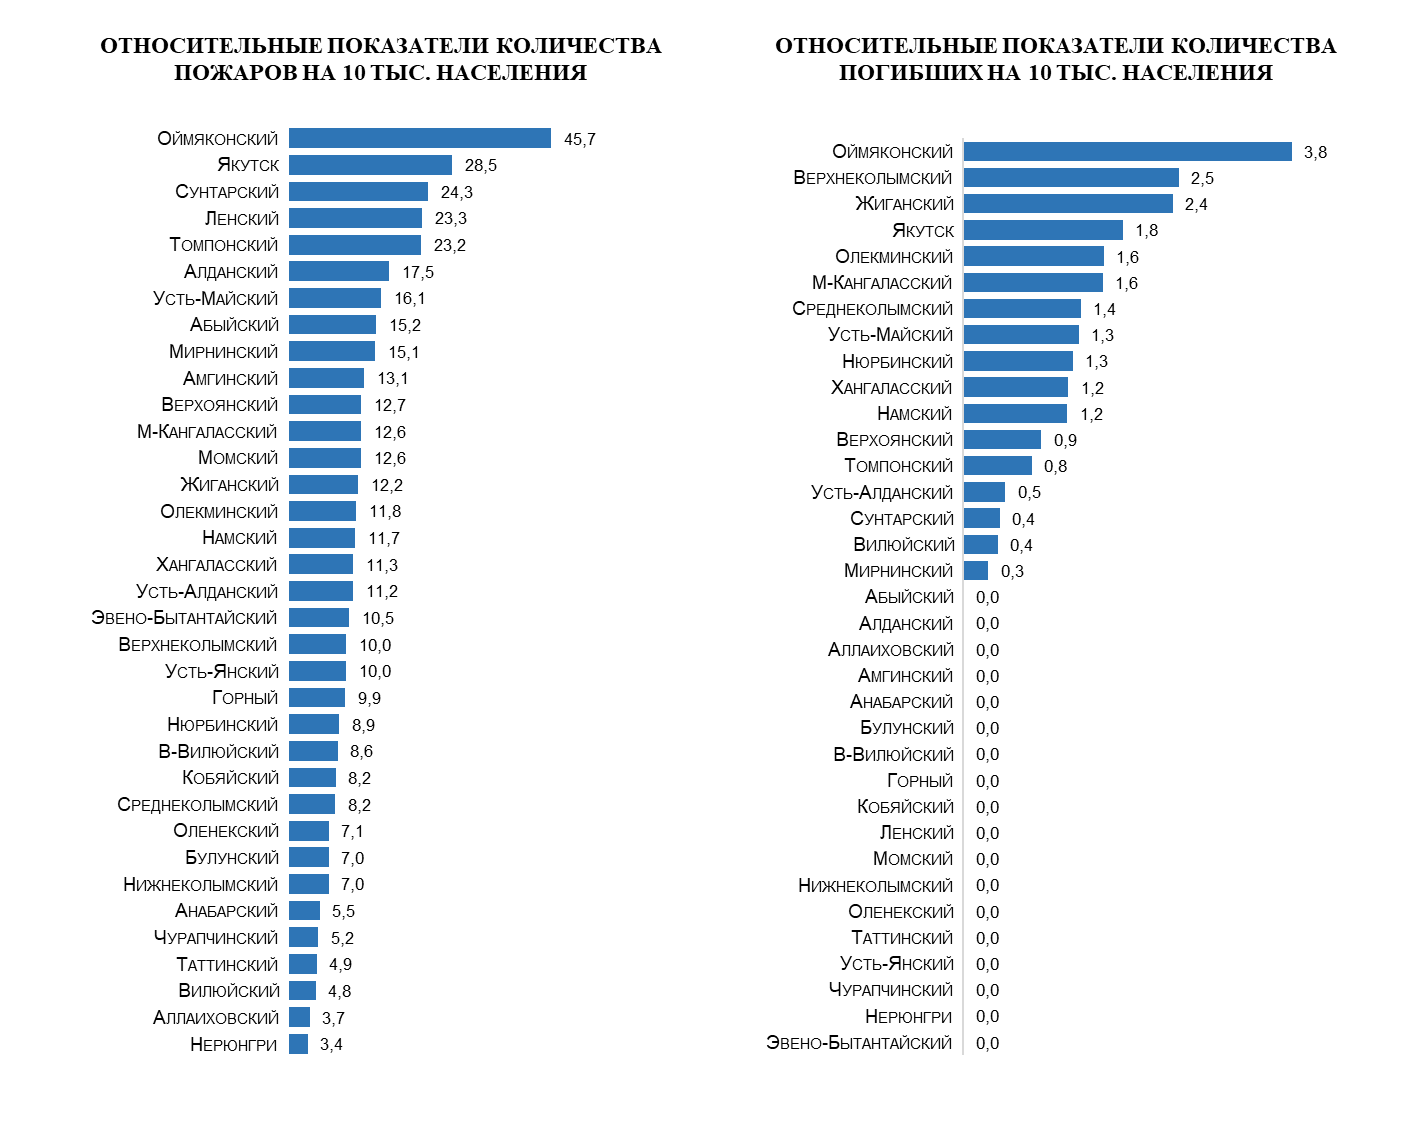 ОТНОСИТЕЛЬНЫЕ ПОКАЗАТЕЛИ КОЛИЧЕСТВА
ПОЖАРОВ НА 10 ТЫС. НАСЕЛЕНИЯ
Оймяконский 45,7
Якутск 28,5
Сунтарский 24,3
Ленский 23,3
Томпонский 23,2
Алданский 17,5
Усть-Майский 16,1
Абыйский 15,2
Мирнинский 15,1
Амгинский 13,1
Верхоянский 12,7
М-Кангаласский 12,6
Момский 12,6
Жиганский 12,2
Олекминский 11,8
Намский 11,7
Хангаласский 11,3
Усть-Алданский 11,2
Эвено-Бытантайский 10,5
Верхнеколымский 10,0
Усть-Янский 10,0
Горный 9,9
Нюрбинский 8,9
В-Вилюйский 8,6
Кобяйский 8,2
Среднеколымский 8,2
Оленекский 7,1
Булунский 7,0
Нижнеколымский 7,0
Анабарский 5,5
Чурапчинский 5,2
Таттинский 4,9
Вилюйский 4,8
Аллаиховский 3,7
Нерюнгри 3,4
ОТНОСИТЕЛЬНЫЕ ПОКАЗАТЕЛИ КОЛИЧЕСТВА
ПОГИБШИХ НА 10 ТЫС. НАСЕЛЕНИЯ
Оймяконский 3,8
Верхнеколымский 2,5
Жиганский 2,4
Якутск 1,8
Олекминский 1,6
М-Кангаласский 1,6
Среднеколымский 1,4
Усть-Майский 1,3
Нюрбинский 1,3
Хангаласский 1,2
Намский 1,2
Верхоянский 0,9
Томпонский 0,8
Усть-Алданский 0,5
Сунтарский 0,4
Вилюйский 0,4
Мирнинский 0,3
Абыйский 0,0
Алданский 0,0
Аллаиховский 0,0
Амгинский 0,0
Анабарский 0,0
Булунский 0,0
В-Вилюйский 0,0
Горный 0,0
Кобяйский 0,0
Ленский 0,0
Момский 0,0
Нижнеколымский 0,0
Оленекский 0,0
Таттинский 0,0
Усть-Янский 0,0
Чурапчинский 0,0
Нерюнгри 0,0
Эвено-Бытантайский 0,0